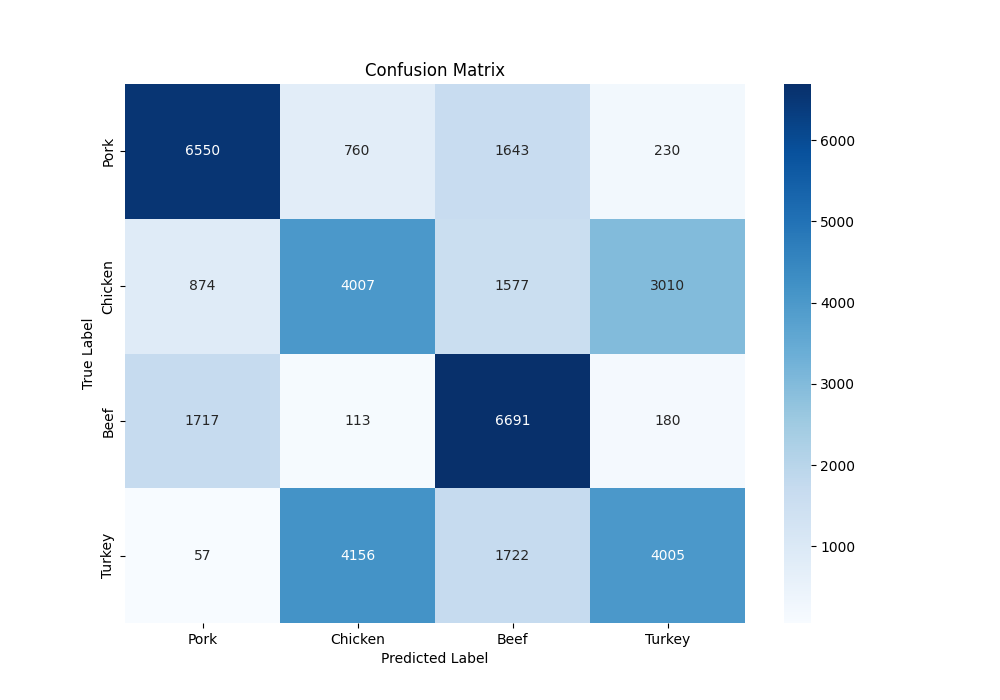 Confusion Matrix
True Label
Pork 6550 760 1643 230
Chicken 874 4007 1577 3010
Beef 1717 113 6691 180
Turkey 57 4156 1722 4005
Pork Chicken Beef Turkey
Predicted Label
6000
5000
4000
3000
2000
1000